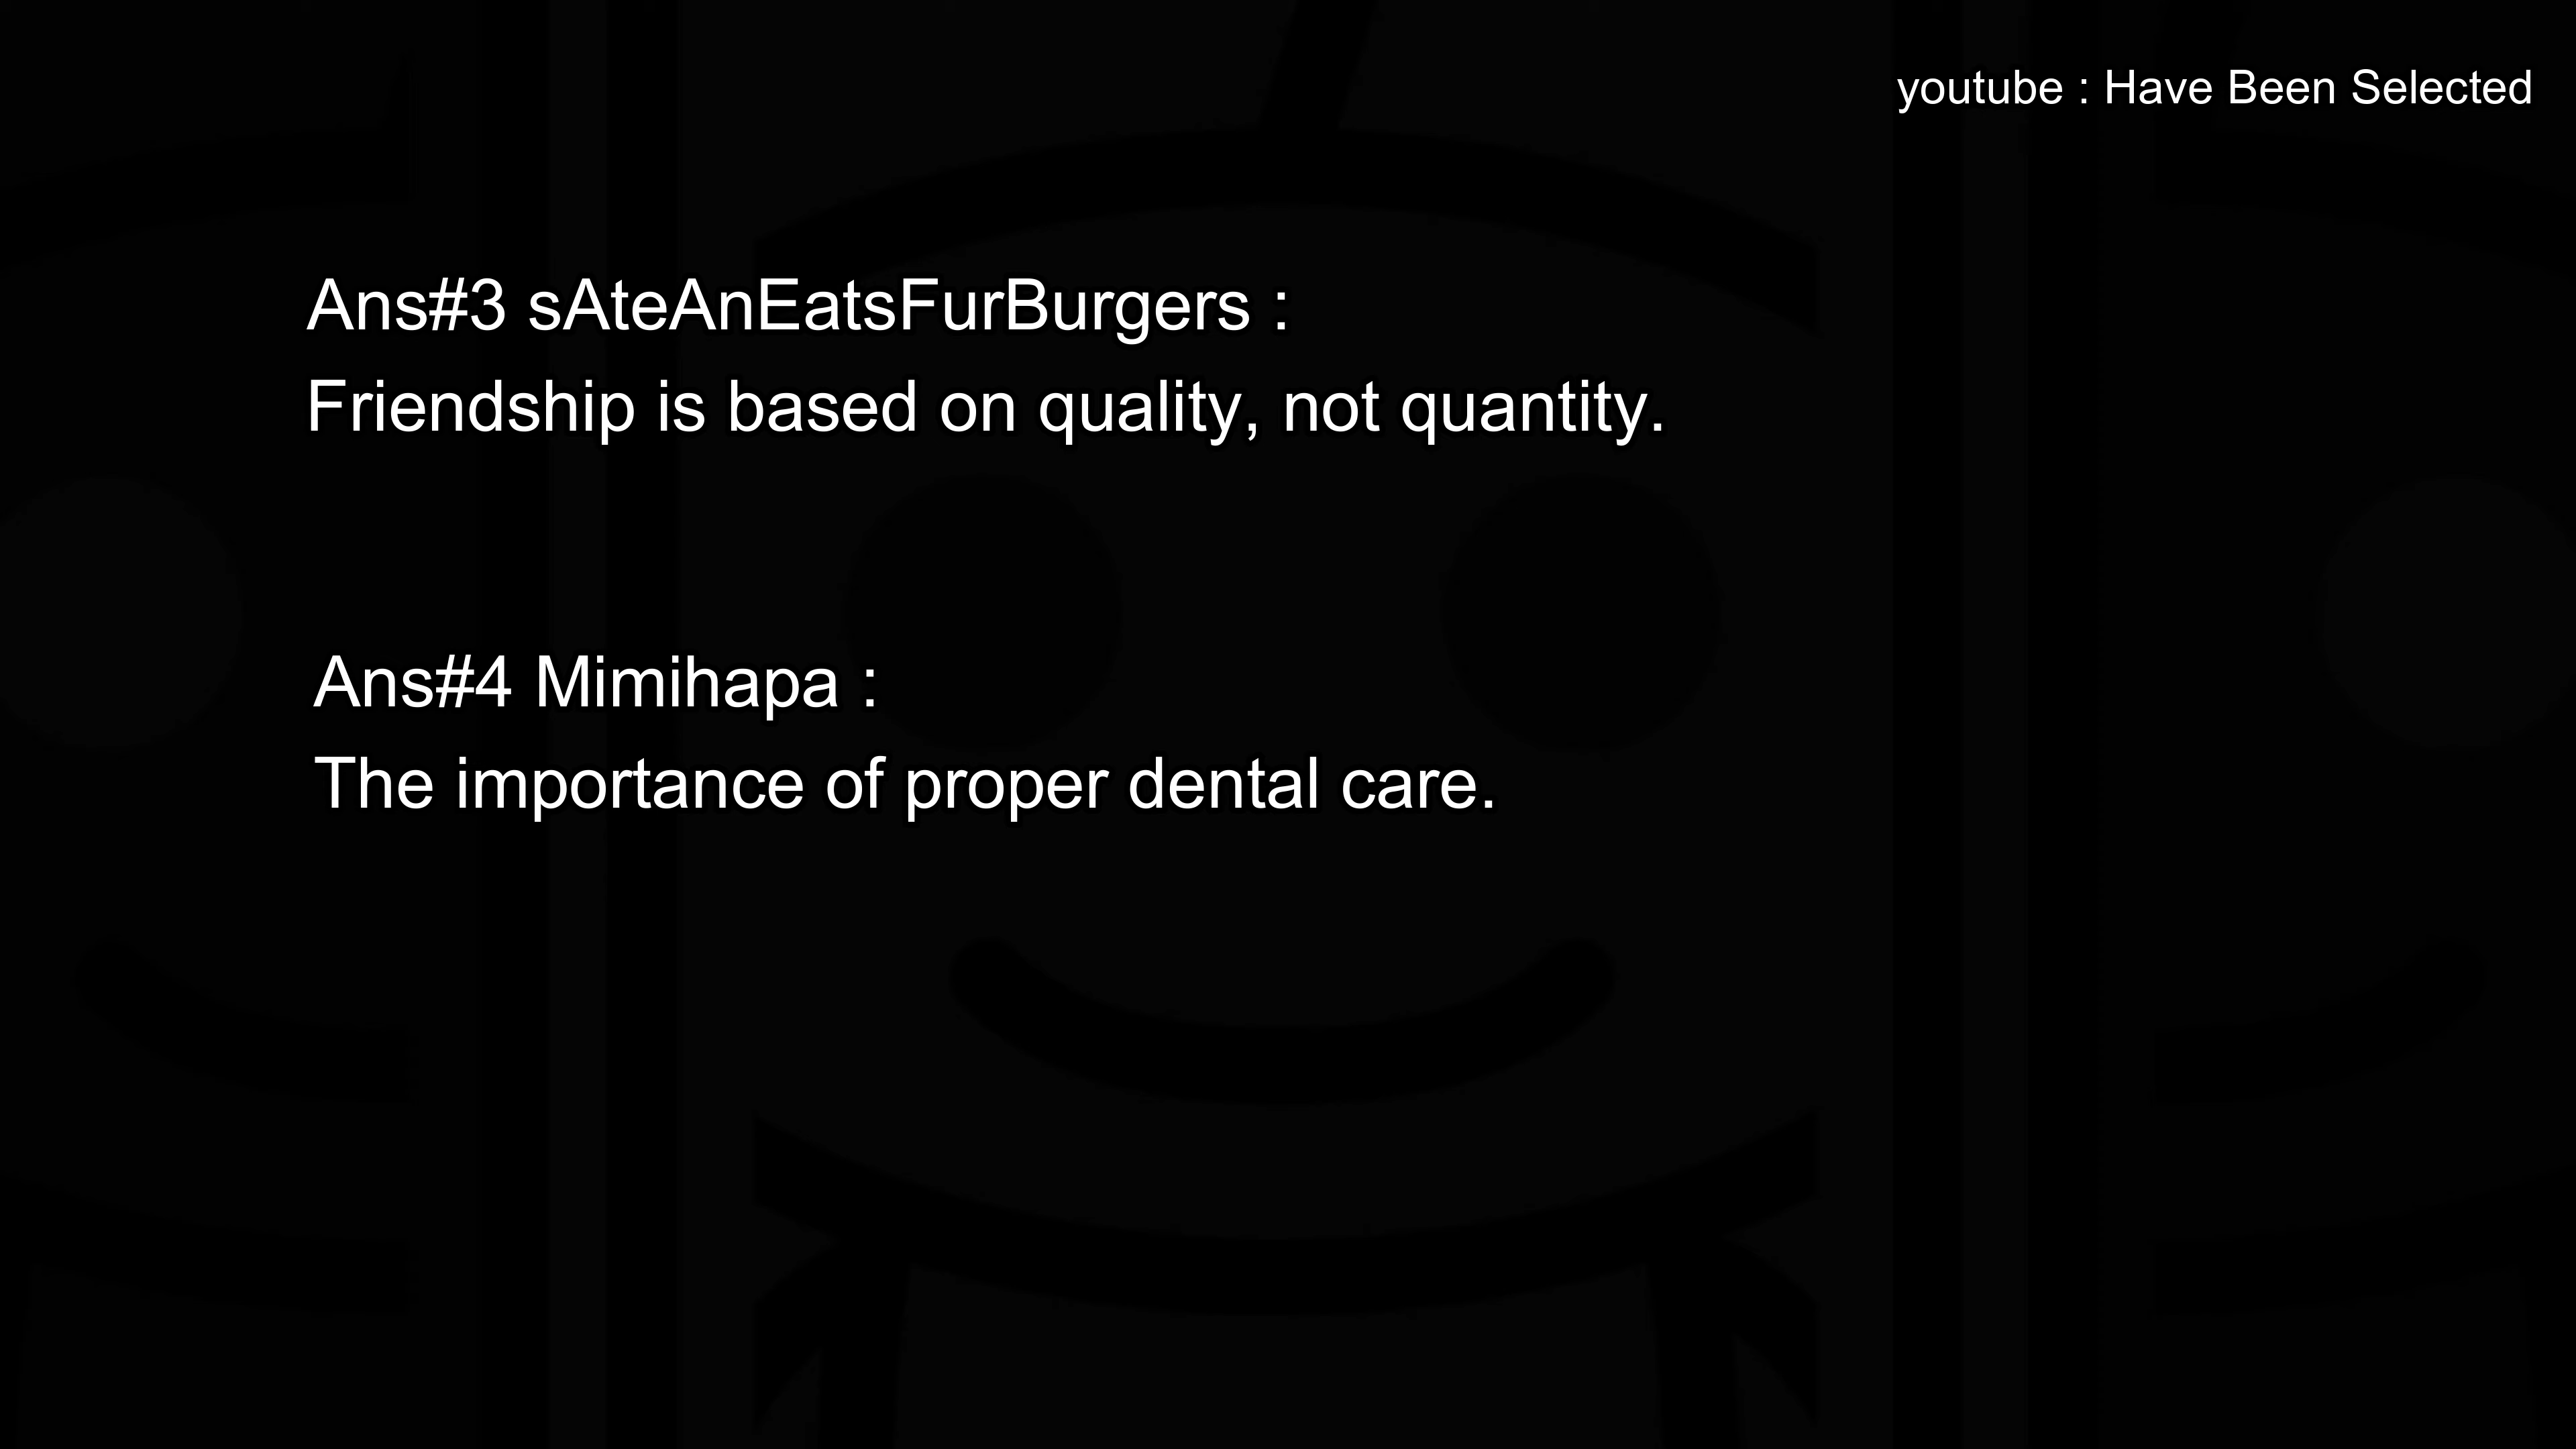 youtube : Have Been Selected
Ans#3 sAteAnEatsFurBurgers :
Friendship is based on quality, not quantity.
Ans#4 Mimihapa :
The importance of proper dental care.